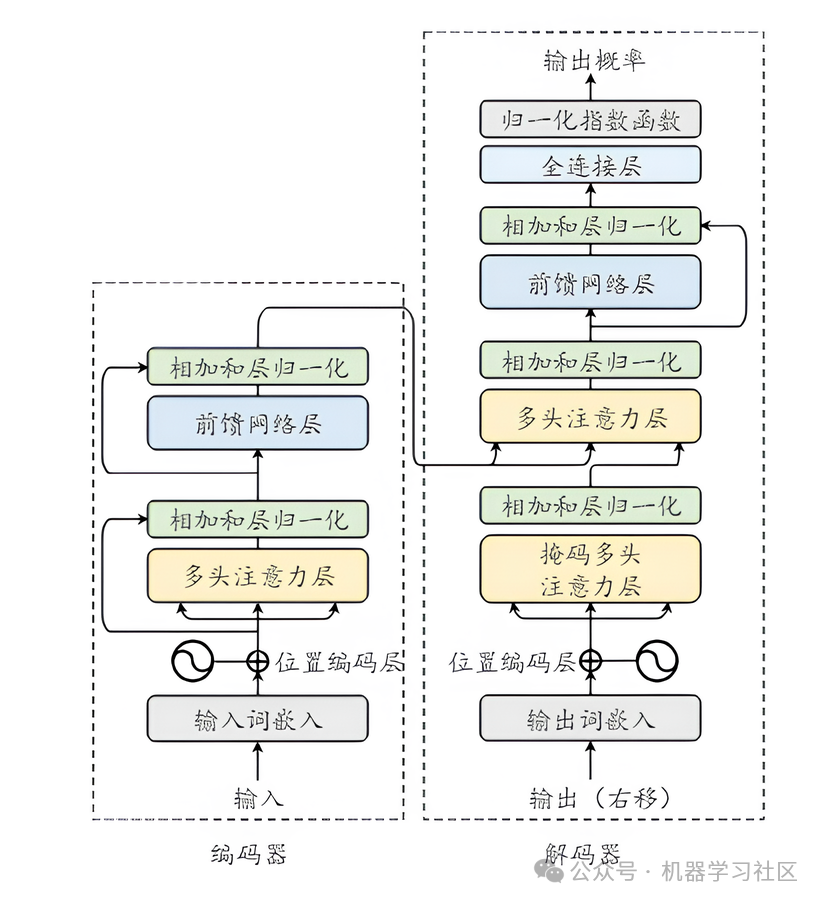 输出概率
归一化指数函数
全连接层
相加和层归一化
前馈网络层
相加和层归一化
多头注意力层
相加和层归一化
掩码多头
注意力层
位置编码层
输出词嵌入
输出（右移）
解码器
相加和层归一化
前馈网络层
相加和层归一化
多头注意力层
位置编码层
输入词嵌入
输入
编码器
公众号·机器学习社区